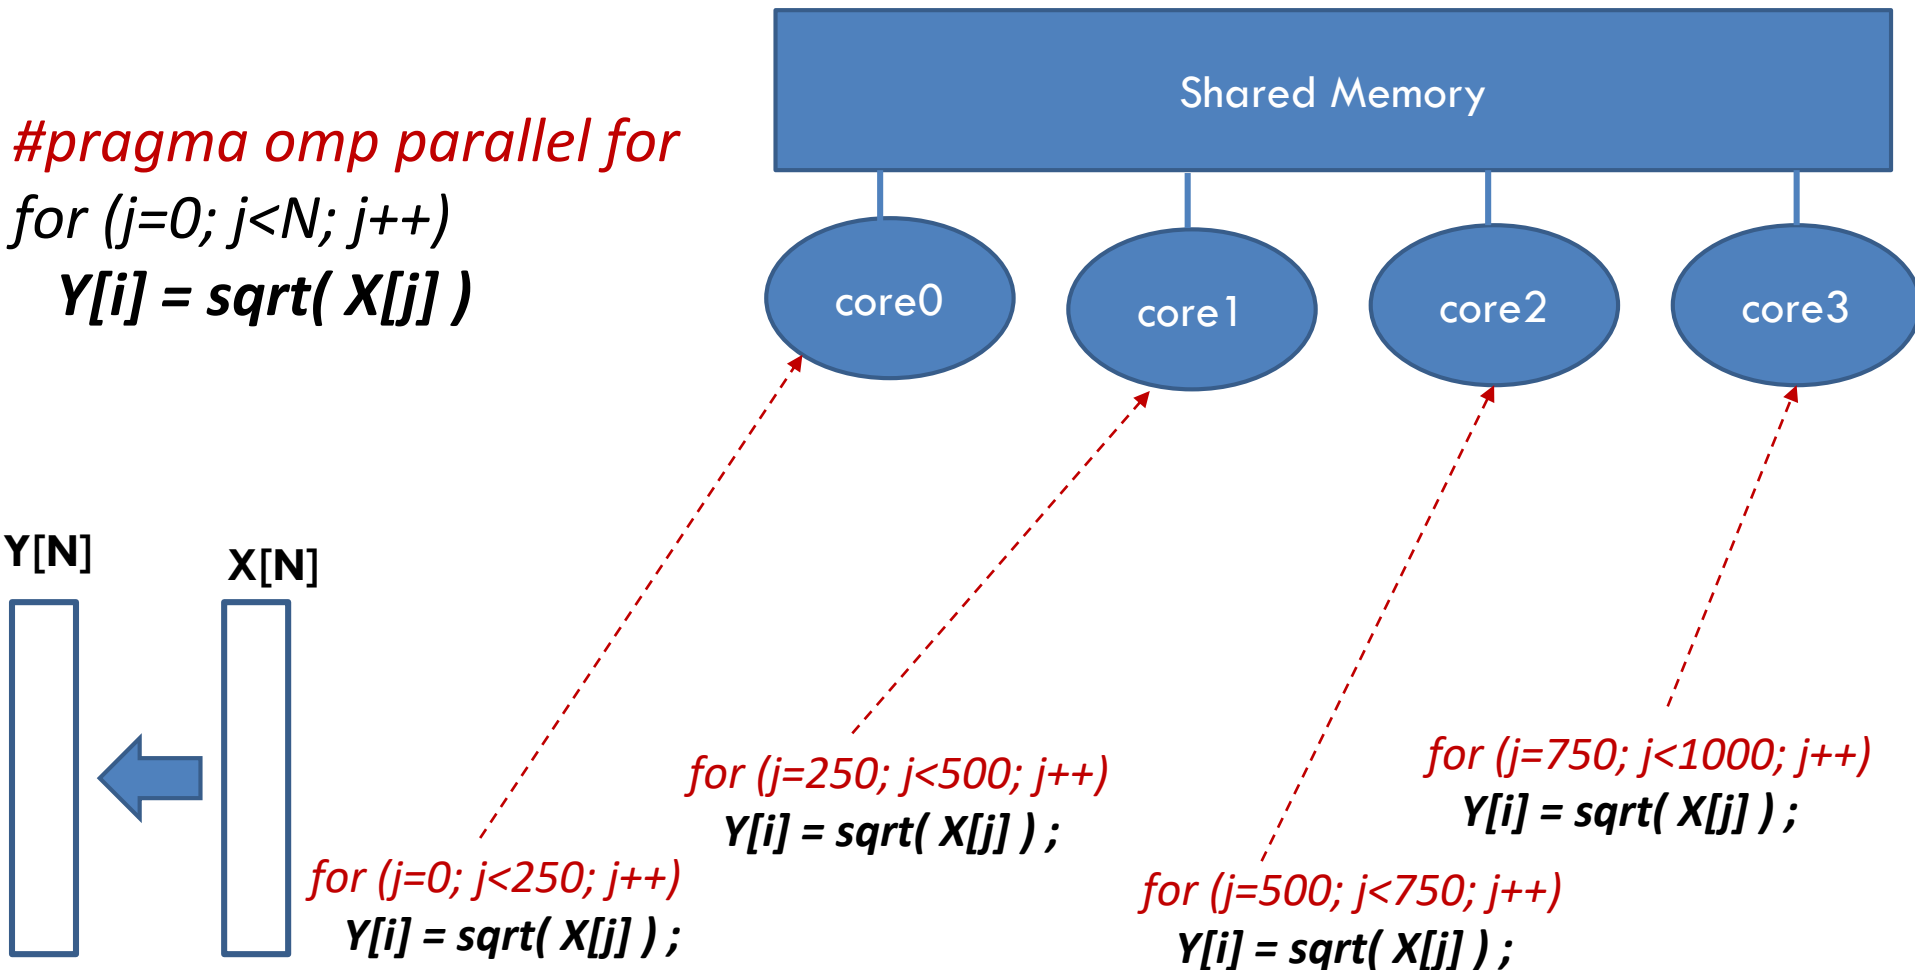 #pragma omp parallel for
for (j=0; j<N; j++)
Y[i] = sqrt( X[j] )
Shared Memory
core0
core1
core2
core3
Y[N]
X[N]
for (j=0; j<250; j++)
Y[i] = sqrt( X[j] ) ;
for (j=250; j<500; j++)
Y[i] = sqrt( X[j] ) ;
for (j=500; j<750; j++)
Y[i] = sqrt( X[j] ) ;
for (j=750; j<1000; j++)
Y[i] = sqrt( X[j] ) ;